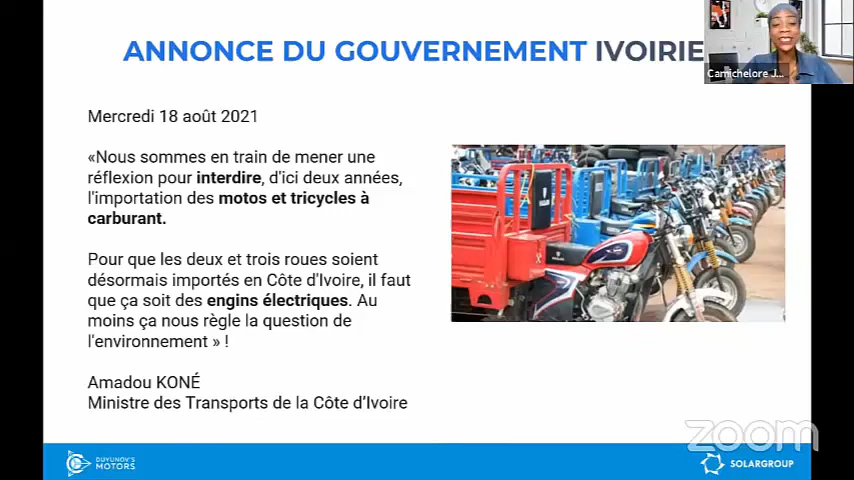 ANNONCE DU GOUVERNEMENT IVOIRIE
Camichelore J...
Mercredi 18 août 2021
«Nous sommes en train de mener une
réflexion pour interdire, d'ici deux années,
l'importation des motos et tricycles à
carburant.
Pour que les deux et trois roues soient
désormais importés en Côte d'Ivoire, il faut
que ça soit des engins électriques. Au
moins ça nous règle la question de
l'environnement » !
Amadou KONÉ
Ministre des Transports de la Côte d'Ivoire
zoom
DUYUNOV'S
MOTORS
SOLARGROUP